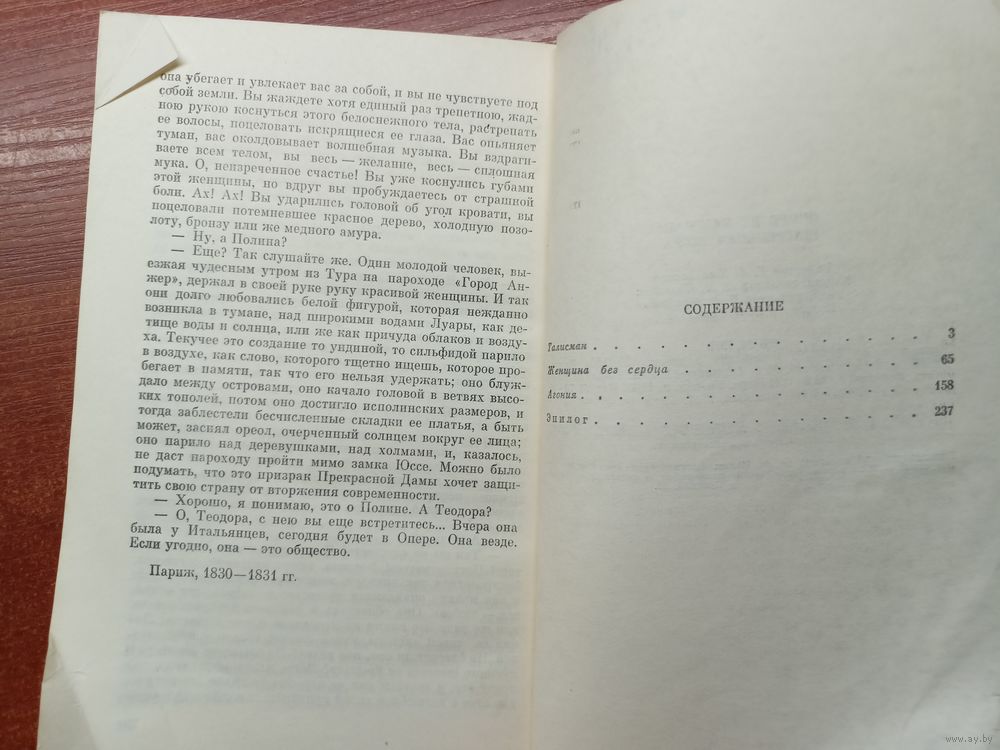 она убегает и увлекает вас за собой, и вы не чувствуете под
собой земли. Вы жаждете хотя единый раз трепетною, жад-
ною рукою коснуться этого белоснежного тела, растрепать
ее волосы, поцеловать искрящиеся ее глаза. Вас опьяняет
туман, вас околдовывает волшебная музыка. Вы вздраги-
ваете всем телом, вы весь — желание, весь — сплошная
мука. О, неизреченное счастье! Вы уже коснулись губами
этой женщины, но вдруг вы пробуждаетесь от страшной
боли. Ах! Ах! Вы ударились головой об угол кровати, вы
поцеловали потемневшее красное дерево, холодную позо-
лоту, бронзу или же медного амура.
— Ну, а Полина?
— Еще? Так слушайте же. Один молодой человек, вы-
езжая чудесным утром из Тура на пароходе «Город Ан-
жер», держал в своей руке руку красивой женщины. И так
они долго любовались белой фигурой, которая нежданно
возникла в тумане, над широкими водами Луары, как де-
тище воды и солнца, или же как причуда облаков и возду-
ха. Текучее это создание то ундиной, то сильфидой парило
в воздухе, как слово, которого тщетно ищешь, которое про-
бегает в памяти, так что его нельзя удержать; оно блуж-
дало между островами, оно качало головой в ветвях высо-
ких тополей, потом оно достигло исполинских размеров, и
тогда заблестели бесчисленные складки ее платья, а быть
может, засиял ореол, очерченный солнцем вокруг ее лица;
оно парило над деревушками, над холмами, и, казалось,
не даст пароходу пройти мимо замка Юссе. Можно было
подумать, что это призрак Прекрасной Дамы хочет защи-
тить свою страну от вторжения современности.
— Хорошо, я понимаю, это о Полине. А Теодора?
— О, Теодора, с нею вы еще встретитесь... Вчера она
была у Итальянцев, сегодня будет в Опере. Она везде.
Если угодно, она — это общество.
Париж, 1830—1831 гг.
СОДЕРЖАНИЕ
Талисман . . . . . . . . . . . . . . 3
Женщина без сердца . . . . . . . . . . 65
Агония . . . . . . . . . . . . . . . 158
Эпилог . . . . . . . . . . . . . . . 237
www.ay.by